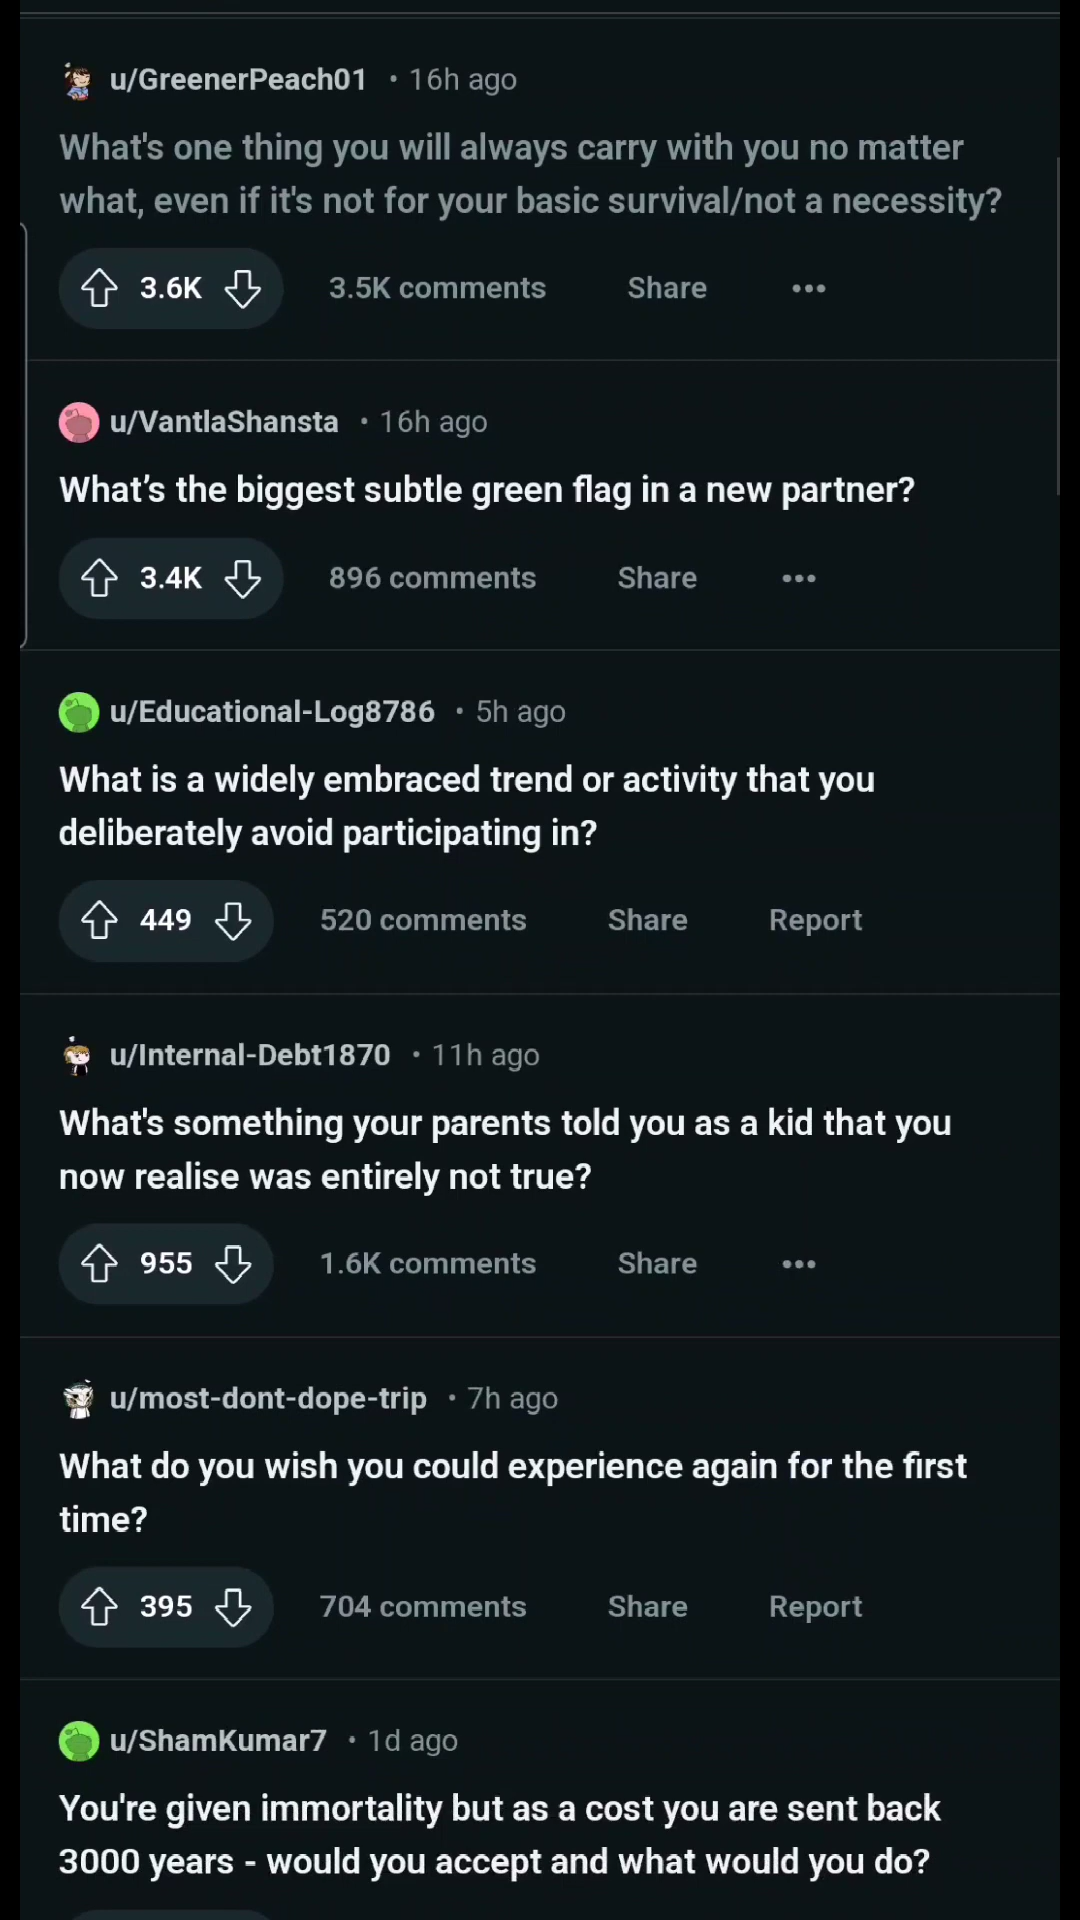 u/GreenerPeach01 • 16h ago
What's one thing you will always carry with you no matter
what, even if it's not for your basic survival/not a necessity?
3.6K 3.5K comments Share •••
u/VantlaShansta • 16h ago
What’s the biggest subtle green flag in a new partner?
3.4K 896 comments Share •••
u/Educational-Log8786 • 5h ago
What is a widely embraced trend or activity that you
deliberately avoid participating in?
449 520 comments Share Report
u/Internal-Debt1870 • 11h ago
What's something your parents told you as a kid that you
now realise was entirely not true?
955 1.6K comments Share •••
u/most-dont-dope-trip • 7h ago
What do you wish you could experience again for the first
time?
395 704 comments Share Report
u/ShamKumar7 • 1d ago
You're given immortality but as a cost you are sent back
3000 years - would you accept and what would you do?